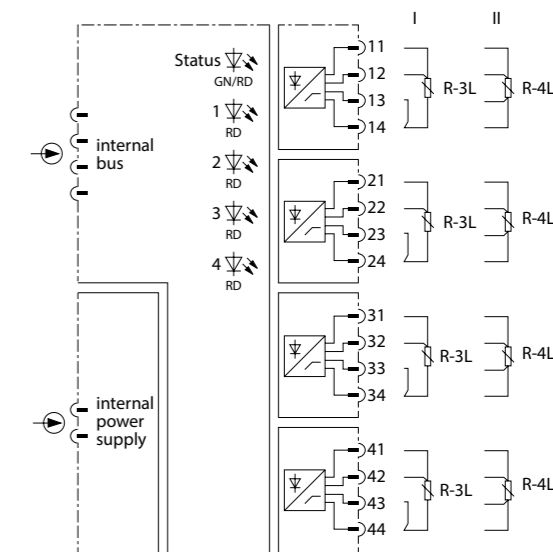 I II
Status
GN/RD
1
RD
2
RD
3
RD
4
RD
internal
bus
internal
power
supply
11
12
13
14
R-3L R-4L
21
22
23
24
R-3L R-4L
31
32
33
34
R-3L R-4L
41
42
43
44
R-3L R-4L